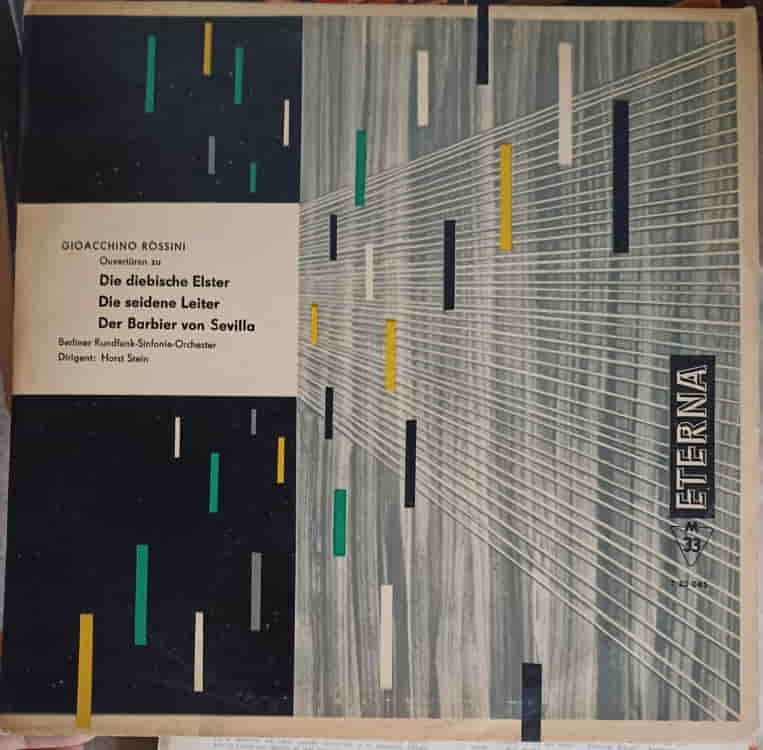 GIOACCHINO ROSSINI
Ouvertüren zu
Die diebische Elster
Die seidene Leiter
Der Barbier von Sevilla
Berliner Rundfunk-Sinfonie-Orchester
Dirigent: Horst Stein
ETERNA
M
33